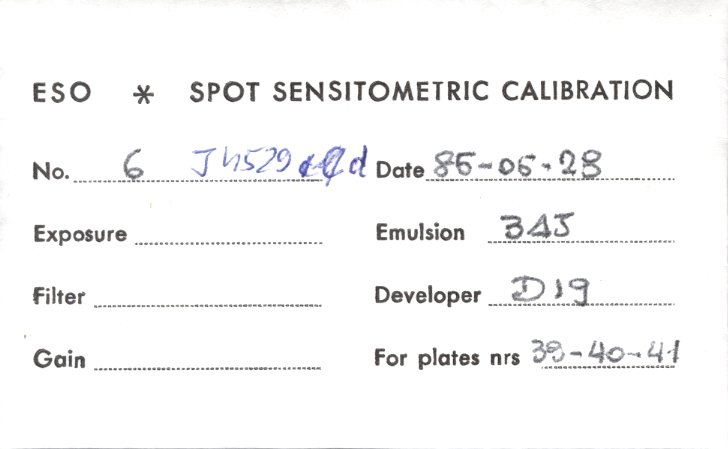 ESO * SPOT SENSITOMETRIC CALIBRATION
No. 6 Jh529 d Date 85-05-28
Exposure Emulsion 3AJ
Filter Developer D19
Gain For plates nrs 39-40-41